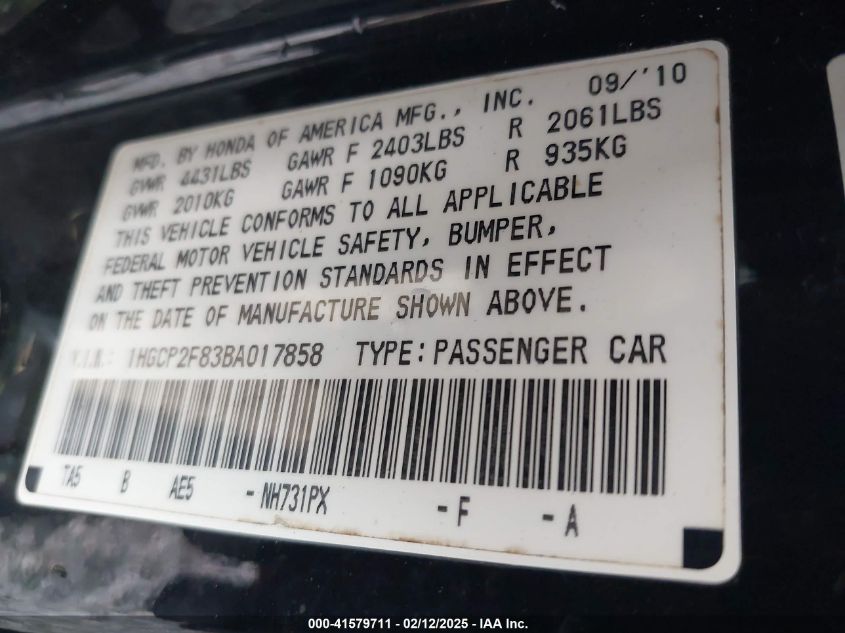 09/'10
MFD. BY HONDA OF AMERICA MFG., INC.
GVWR 4431LBS GAWR F 2403LBS R 2061LBS
GVWR 2010KG GAWR F 1090KG R 935KG
THIS VEHICLE CONFORMS TO ALL APPLICABLE
FEDERAL MOTOR VEHICLE SAFETY, BUMPER,
AND THEFT PREVENTION STANDARDS IN EFFECT
ON THE DATE OF MANUFACTURE SHOWN ABOVE.
V.I.N.: 1HGCP2F83BA017858 TYPE: PASSENGER CAR
TA5 B AE5 - NH731PX - F - A
000-41579711 - 02/12/2025 - IAA Inc.